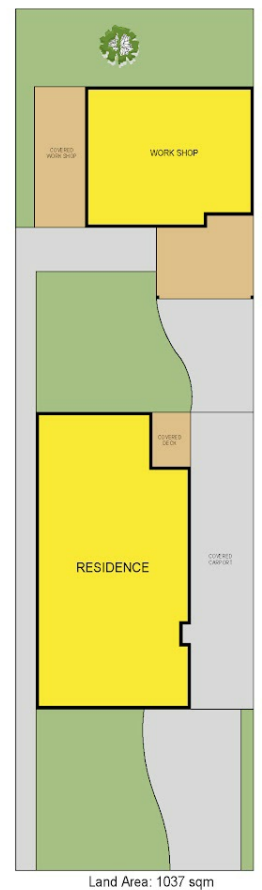 COVERED
WORK SHOP
WORK SHOP
COVERED
DECK
RESIDENCE
COVERED
CARPORT
Land Area: 1037 sqm